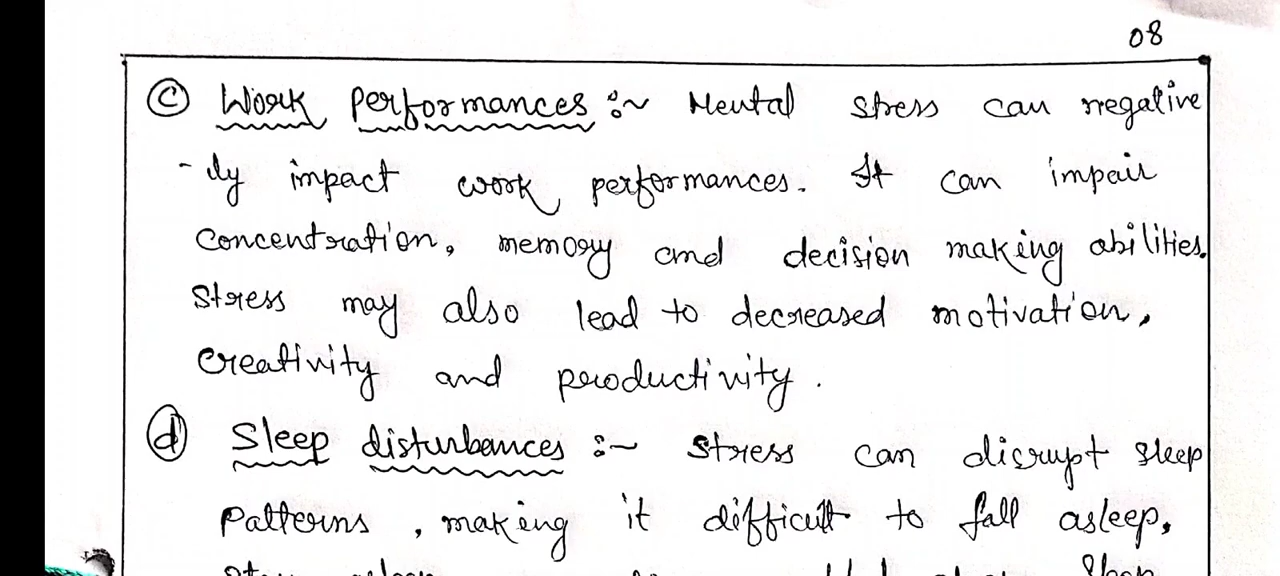 08
ⓒ Work Performances :~ Mental stress can negative
-ly impact work performances. It can impair
concentration, memory and decision making abilities.
Stress may also lead to decreased motivation,
creativity and productivity.
ⓓ Sleep disturbances :~ Stress can disrupt sleep
patterns, making it difficult to fall asleep,